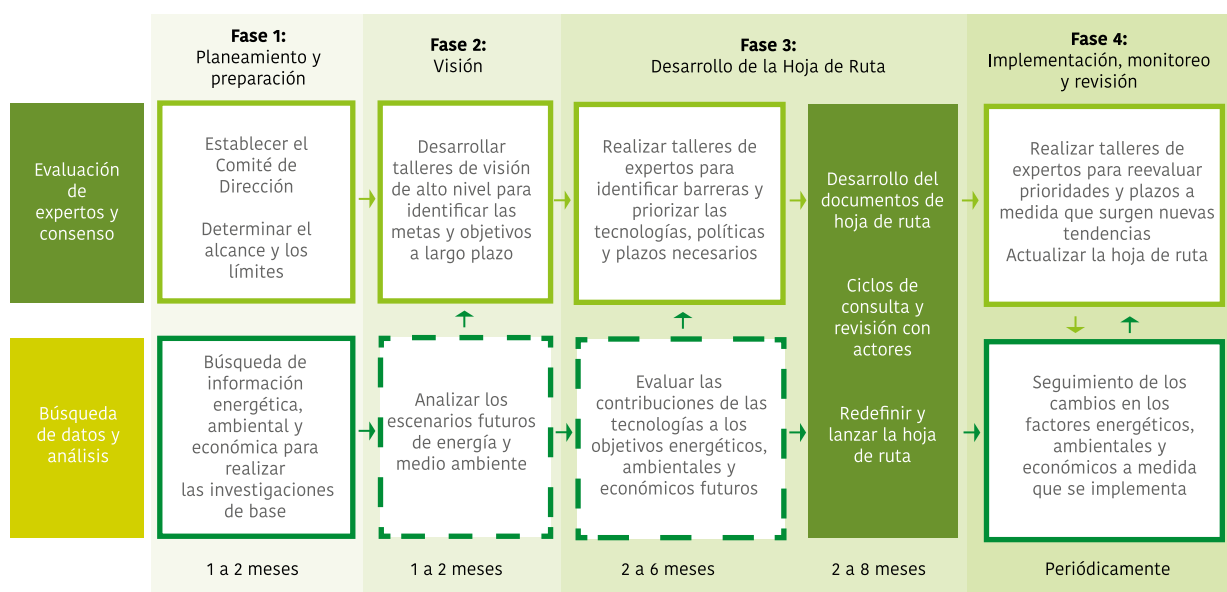 Fase 1:
Planeamiento y
preparación
Fase 2:
Visión
Fase 3:
Desarrollo de la Hoja de Ruta
Fase 4:
Implementación, monitoreo
y revisión
Evaluación
de
expertos y
consenso
Establecer el
Comité de
Dirección
Determinar el
alcance y los
límites
Desarrollar
talleres de visión
de alto nivel para
identificar las
metas y objetivos
a largo plazo
Realizar talleres de
expertos para
identificar barreras y
priorizar las
tecnologías, políticas
y plazos necesarios
Desarrollo del
documentos de
hoja de ruta
Ciclos de
consulta y
revisión con
actores
Redefinir y
lanzar la hoja
de ruta
Realizar talleres de
expertos para reevaluar
prioridades y plazos a
medida que surgen nuevas
tendencias
Actualizar la hoja de ruta
Búsqueda
de datos y
análisis
Búsqueda de
información
energética,
ambiental y
económica para
realizar
las investigaciones
de base
Analizar los
escenarios futuros
de energía y
medio ambiente
Evaluar las
contribuciones de las
tecnologías a los
objetivos energéticos,
ambientales y
económicos futuros
Seguimiento de los
cambios en los
factores energéticos,
ambientales y
económicos a medida
que se implementa
1 a 2 meses
1 a 2 meses
2 a 6 meses
2 a 8 meses
Periódicamente